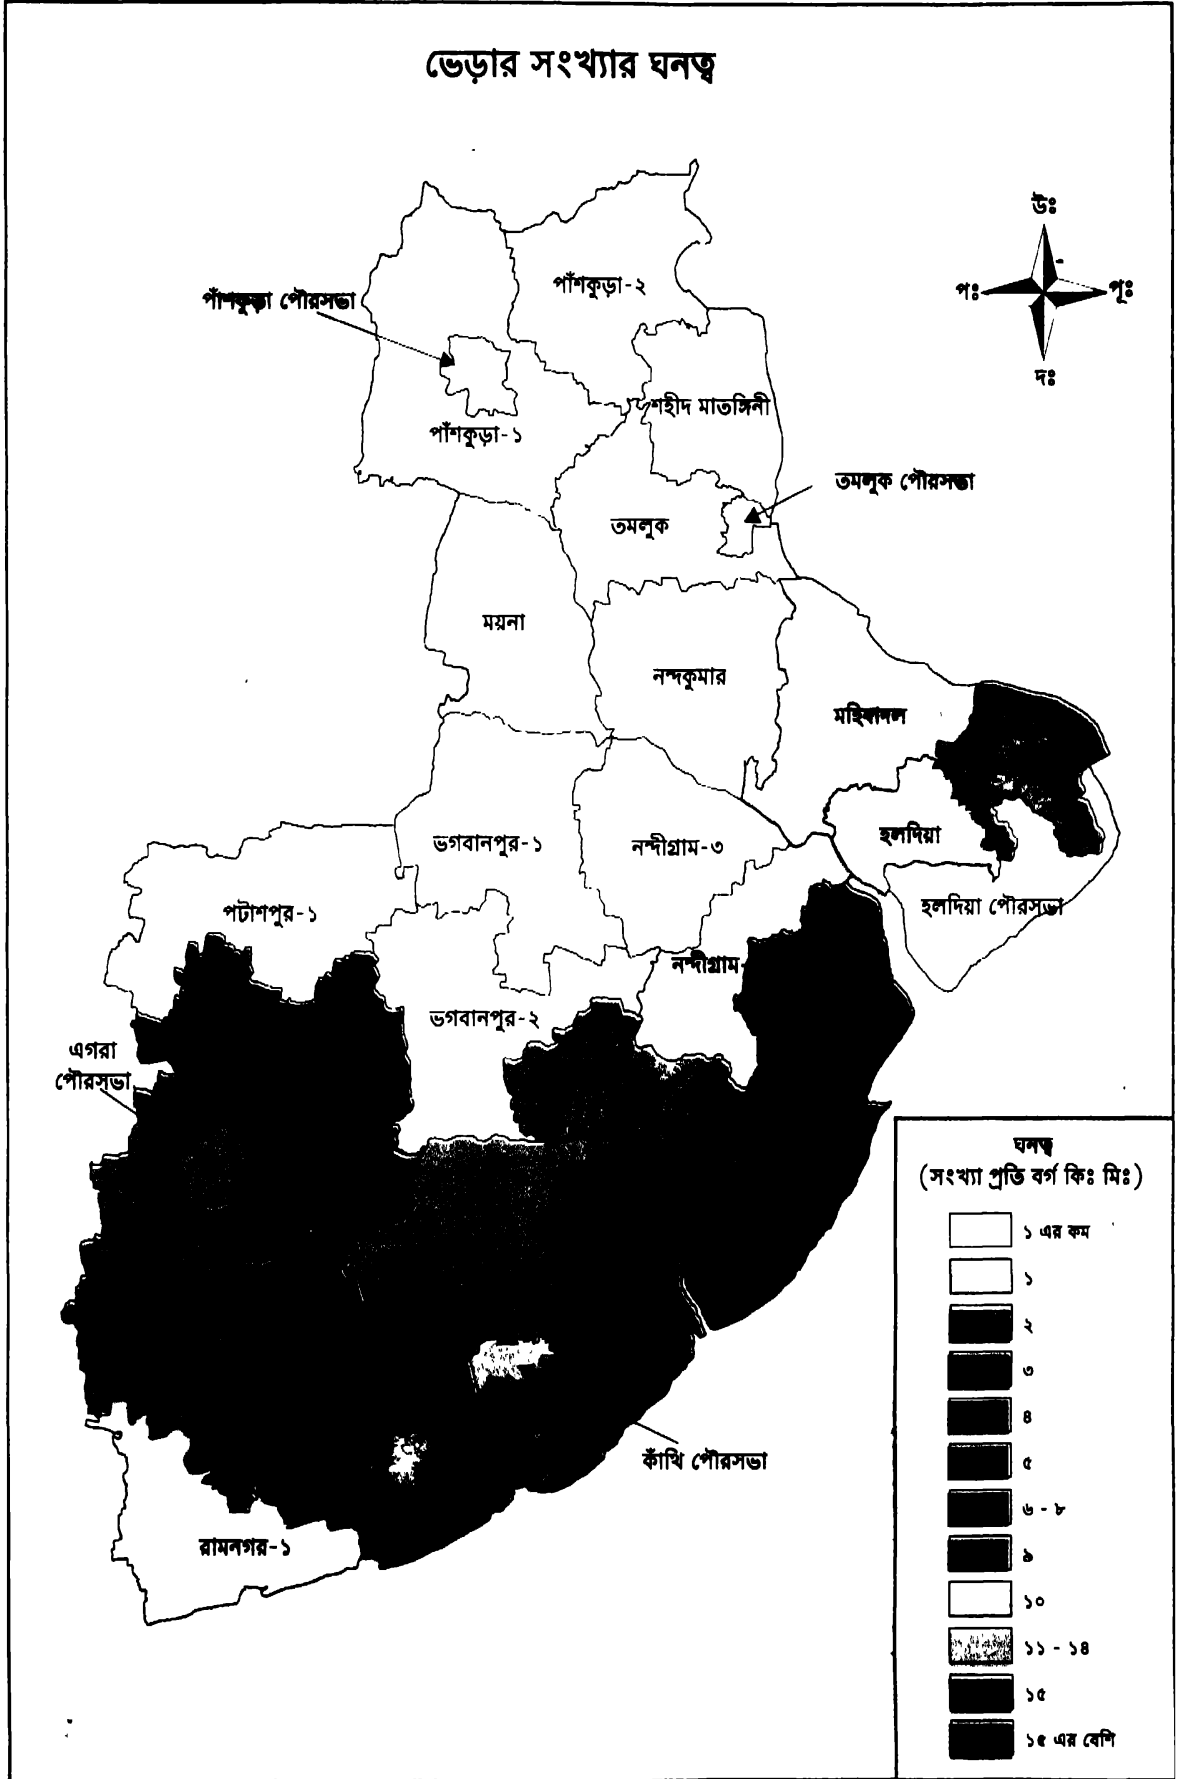 ভেড়ার সংখ্যার ঘনত্ব
উঃ
পঃ
পূঃ
দঃ
পাঁশকুড়া-২
পাঁশকুড়া পৌরসভা
শহীদ মাতঙ্গিনী
পাঁশকুড়া-১
তমলুক পৌরসভা
তমলুক
ময়না
নন্দকুমার
মহিষাদল
হলদিয়া
ভগবানপুর-১
নন্দীগ্রাম-৩
হলদিয়া পৌরসভা
পটাশপুর-১
নন্দীগ্রাম-
ভগবানপুর-২
এগরা
পৌরসভা
কাঁথি পৌরসভা
রামনগর-১
ঘনত্ব
(সংখ্যা প্রতি বর্গ কিঃ মিঃ)
১ এর কম
১
২
৩
৪
৫
৬ - ৮
৯
১০
১১ - ১৪
১৫
১৫ এর বেশি